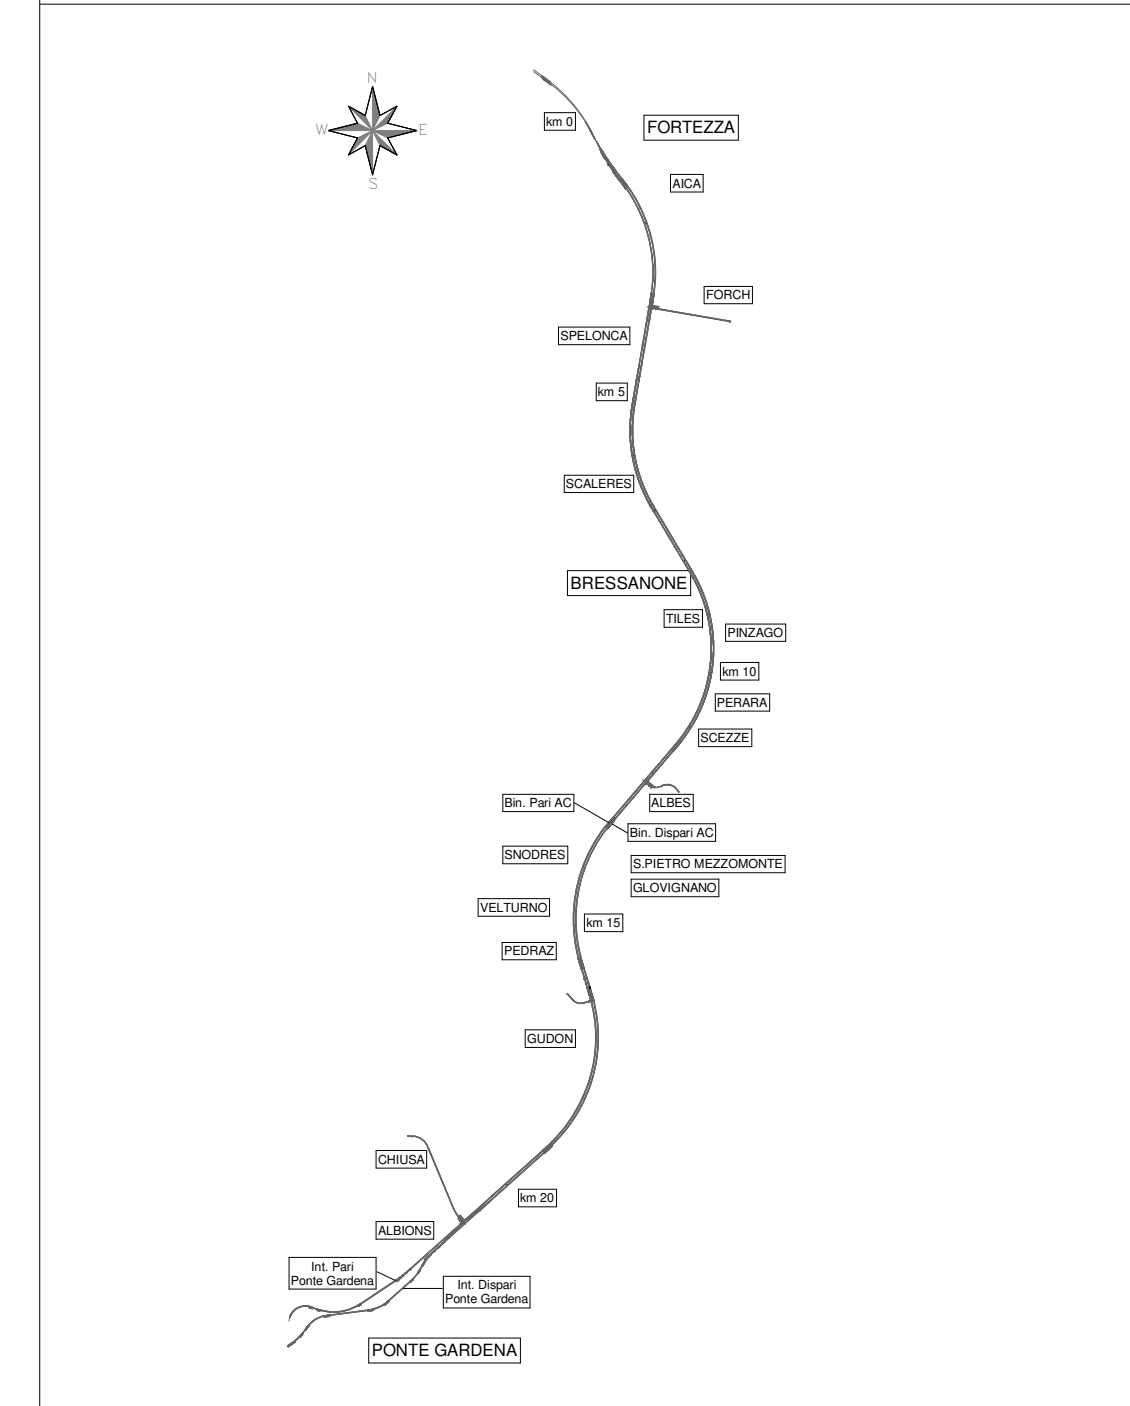 N
km 0
FORTEZZA
W
E
S
AICA
FORCH
SPELONCA
km 5
SCALERES
BRESSANONE
TILES
PINZAGO
km 10
PERARA
SCEZZE
Bin. Pari AC
ALBES
Bin. Dispari AC
SNODRES
S.PIETRO MEZZOMONTE
GLOVIGNANO
VELTURNO
km 15
PEDRAZ
GUDON
CHIUSA
km 20
ALBIONS
Int. Pari
Ponte Gardena
Int. Dispari
Ponte Gardena
PONTE GARDENA